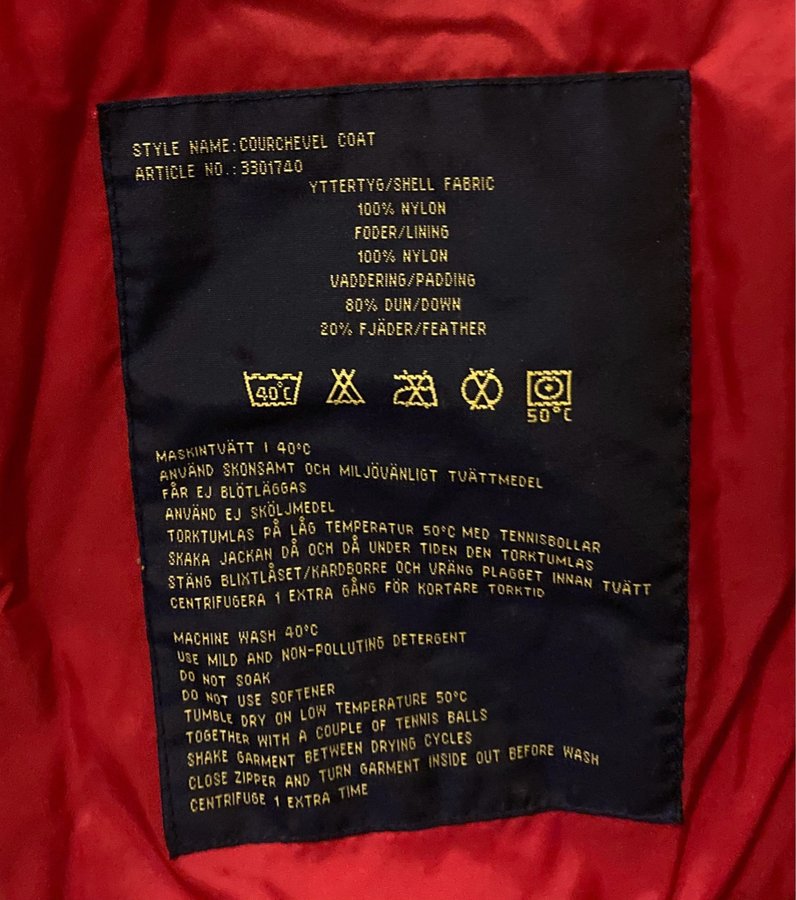 STYLE NAME:COURCHEVEL COAT
ARTICLE NO.:3301740
YTTERTYG/SHELL FABRIC
100% NYLON
FODER/LINING
100% NYLON
VADDERING/PADDING
80% DUN/DOWN
20% FJÄDER/FEATHER
40°C
50°C
MASKINTVÄTT I 40°C
ANVÄND SKONSAMT OCH MILJÖVÄNLIGT TVÄTTMEDEL
FÅR EJ BLÖTLÄGGAS
ANVÄND EJ SKÖLJMEDEL
TORKTUMLAS PÅ LÅG TEMPERATUR 50°C MED TENNISBOLLAR
SKAKA JACKAN DÅ OCH DÅ UNDER TIDEN DEN TORKTUMLAS
STÄNG BLIXTLÅSET/KARDBORRE OCH VRÄNG PLAGGET INNAN TVÄTT
CENTRIFUGERA 1 EXTRA GÅNG FÖR KORTARE TORKTID
MACHINE WASH 40°C
USE MILD AND NON-POLLUTING DETERGENT
DO NOT SOAK
DO NOT USE SOFTENER
TUMBLE DRY ON LOW TEMPERATURE 50°C
TOGETHER WITH A COUPLE OF TENNIS BALLS
SHAKE GARMENT BETWEEN DRYING CYCLES
CLOSE ZIPPER AND TURN GARMENT INSIDE OUT BEFORE WASH
CENTRIFUGE 1 EXTRA TIME